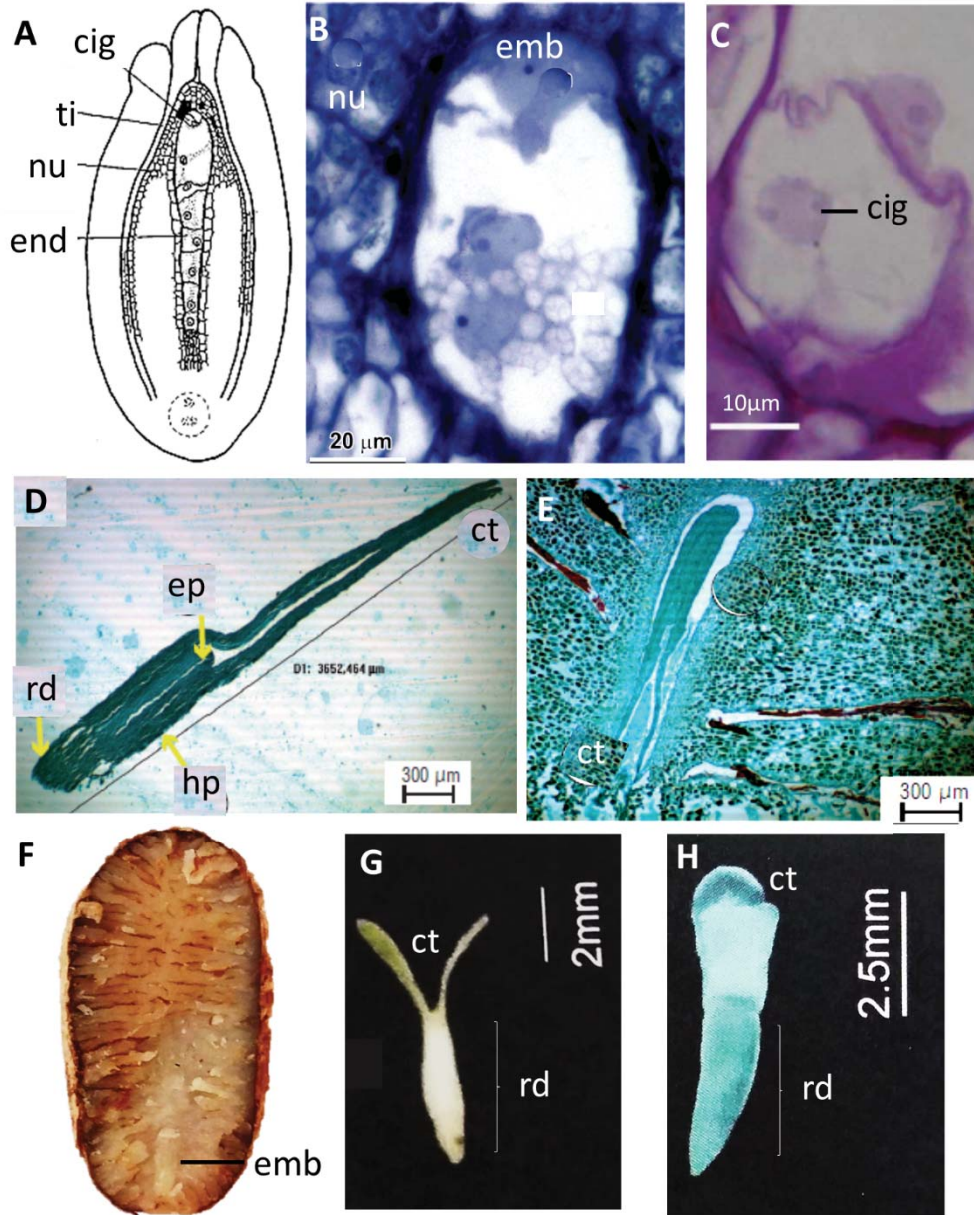 A
cig
ti
nu
end
B
emb
nu
20 µm
C
cig
10µm
D
ct
ep
rd
D1: 3652,464 µm
hp
300 µm
E
ct
300 µm
F
emb
G
ct
2mm
rd
H
ct
2.5mm
rd